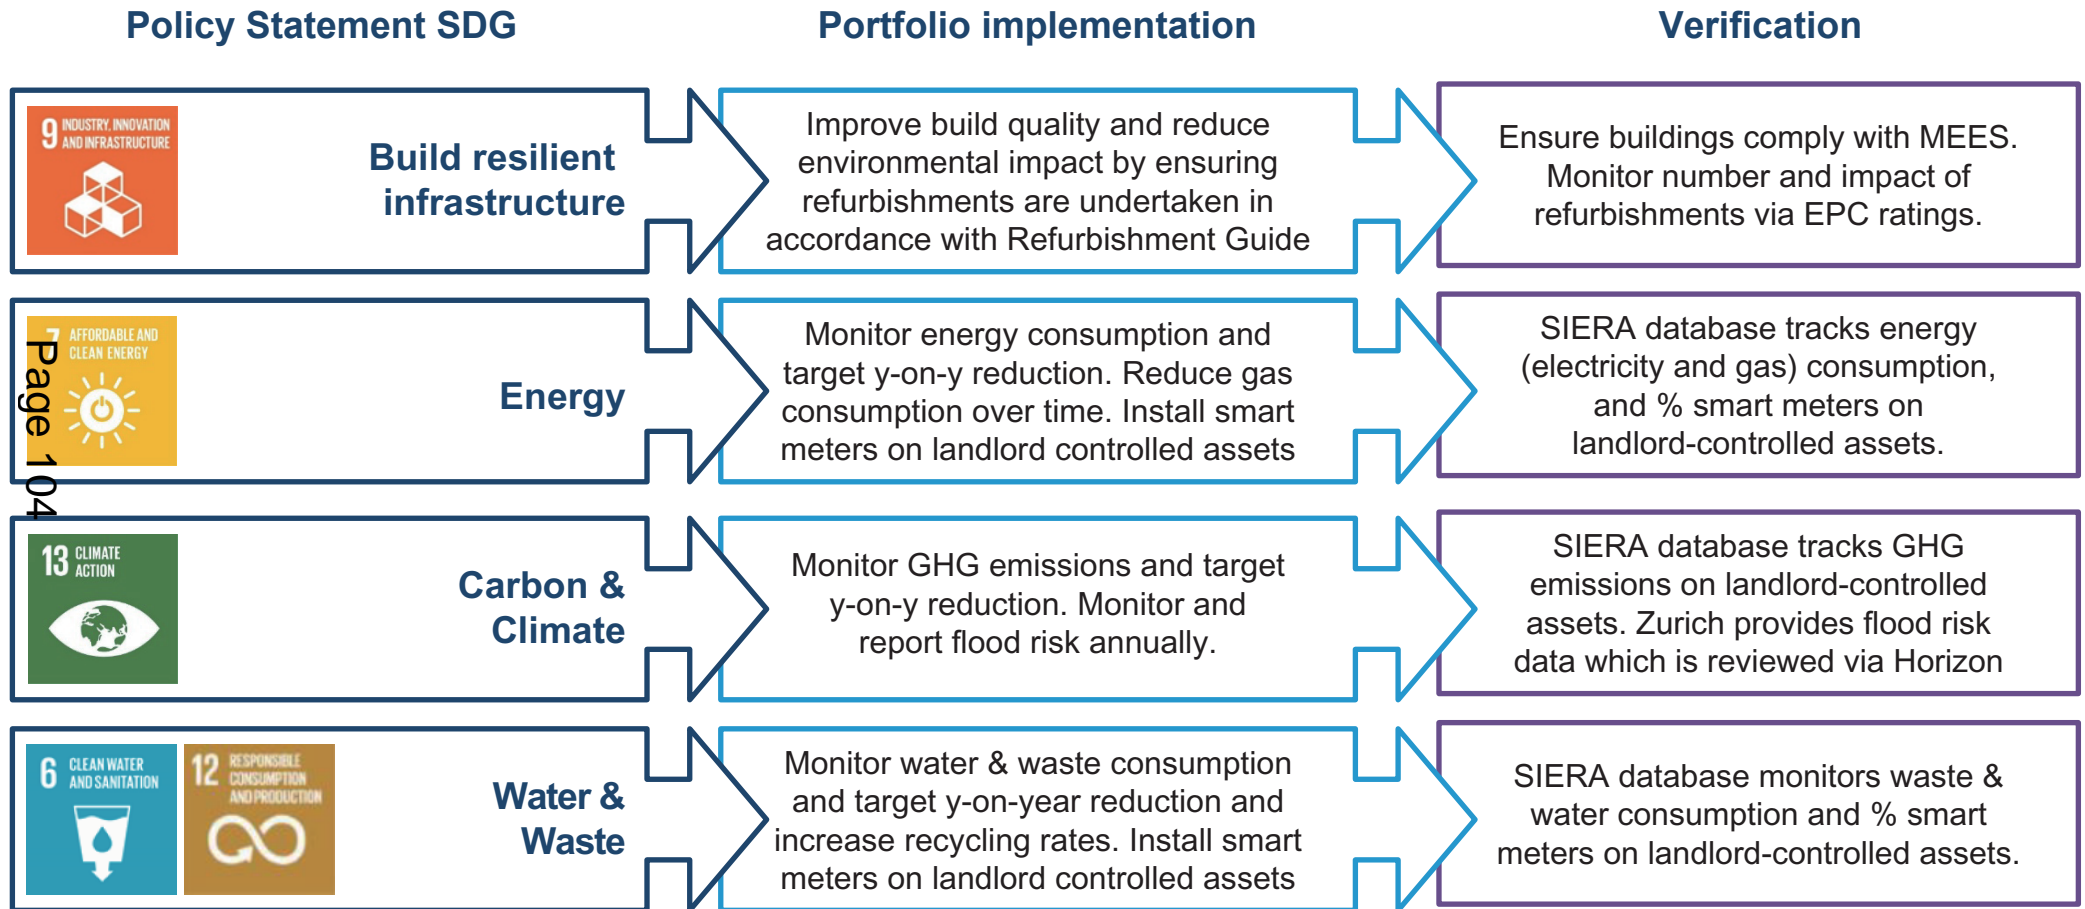 Policy Statement SDG
Portfolio implementation
Verification
9 INDUSTRY, INNOVATION
AND INFRASTRUCTURE
Build resilient
infrastructure
Improve build quality and reduce
environmental impact by ensuring
refurbishments are undertaken in
accordance with Refurbishment Guide
Ensure buildings comply with MEES.
Monitor number and impact of
refurbishments via EPC ratings.
7 AFFORDABLE AND
CLEAN ENERGY
Energy
Monitor energy consumption and
target y-on-y reduction. Reduce gas
consumption over time. Install smart
meters on landlord controlled assets
SIERA database tracks energy
(electricity and gas) consumption,
and % smart meters on
landlord-controlled assets.
Page 104
13 CLIMATE
ACTION
Carbon &
Climate
Monitor GHG emissions and target
y-on-y reduction. Monitor and
report flood risk annually.
SIERA database tracks GHG
emissions on landlord-controlled
assets. Zurich provides flood risk
data which is reviewed via Horizon
6 CLEAN WATER
AND SANITATION
12 RESPONSIBLE
CONSUMPTION
AND PRODUCTION
Water &
Waste
Monitor water & waste consumption
and target y-on-year reduction and
increase recycling rates. Install smart
meters on landlord controlled assets
SIERA database monitors waste &
water consumption and % smart
meters on landlord-controlled assets.